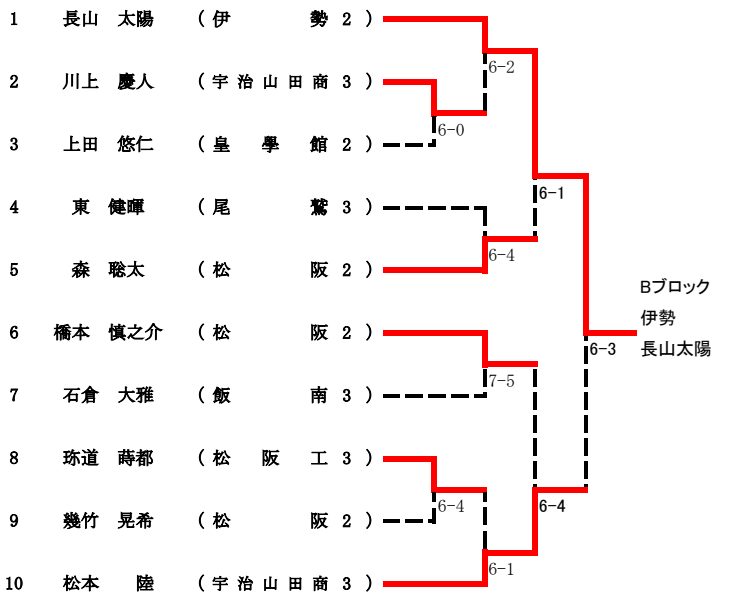 1 長山 太陽 (伊 勢 2)
6-2
2 川上 慶人 (宇治山田商 3)
6-0
3 上田 悠仁 (皇 學 館 2)
6-1
4 東 健暉 (尾 鷲 3)
6-4
5 森 聡太 (松 阪 2)
Bブロック
伊勢
長山太陽
6-3
6 橋本 慎之介 (松 阪 2)
7-5
7 石倉 大雅 (飯 南 3)
8 珎道 蒔都 (松 阪 工 3)
6-4
6-4
9 幾竹 晃希 (松 阪 2)
6-1
10 松本 陸 (宇治山田商 3)